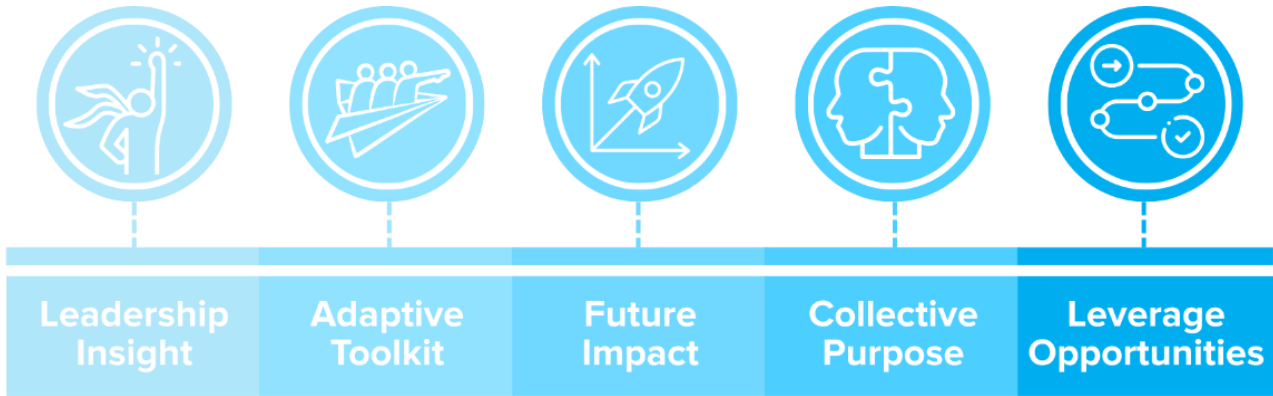 Leadership
Insight
Adaptive
Toolkit
Future
Impact
Collective
Purpose
Leverage
Opportunities